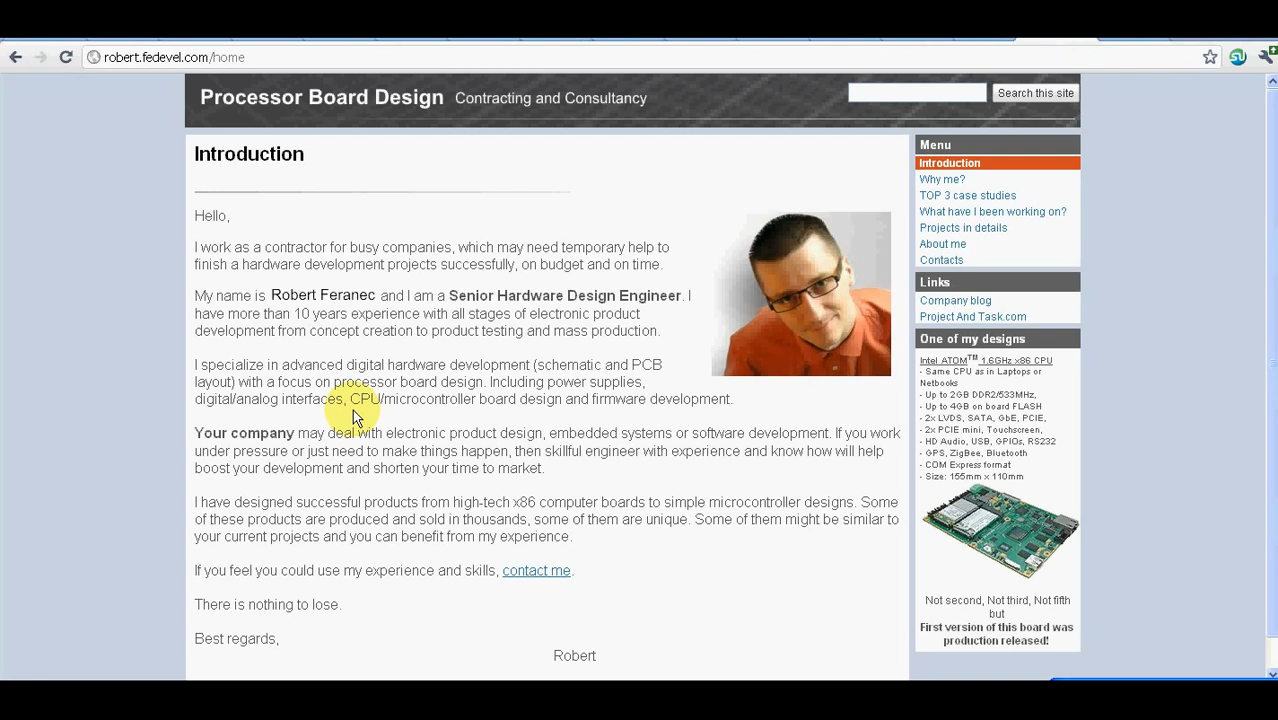 robert.fedevel.com/home
Processor Board Design Contracting and Consultancy
Search this site
Introduction
Hello,
I work as a contractor for busy companies, which may need temporary help to
finish a hardware development projects successfully, on budget and on time.
My name is Robert Feranec and I am a Senior Hardware Design Engineer. I
have more than 10 years experience with all stages of electronic product
development from concept creation to product testing and mass production.
I specialize in advanced digital hardware development (schematic and PCB
layout) with a focus on processor board design. Including power supplies,
digital/analog interfaces, CPU/microcontroller board design and firmware development.
Your company may deal with electronic product design, embedded systems or software development. If you work
under pressure or just need to make things happen, then skillful engineer with experience and know how will help
boost your development and shorten your time to market.
I have designed successful products from high-tech x86 computer boards to simple microcontroller designs. Some
of these products are produced and sold in thousands, some of them are unique. Some of them might be similar to
your current projects and you can benefit from my experience.
If you feel you could use my experience and skills, contact me.
There is nothing to lose.
Best regards,
Robert
Menu
Introduction
Why me?
TOP 3 case studies
What have I been working on?
Projects in details
About me
Contacts
Links
Company blog
Project And Task.com
One of my designs
Intel ATOM™ 1.6GHz x86 CPU
- Same CPU as in Laptops or
Netbooks
- Up to 2GB DDR2/533MHz,
- Up to 4GB on board FLASH
- 2x LVDS, SATA, GbE, PCIE,
- 2x PCIE mini, Touchscreen,
- HD Audio, USB, GPIOs, RS232
- GPS, ZigBee, Bluetooth
- COM Express format
- Size: 155mm x 110mm
Not second, Not third, Not fifth
but
First version of this board was
production released!